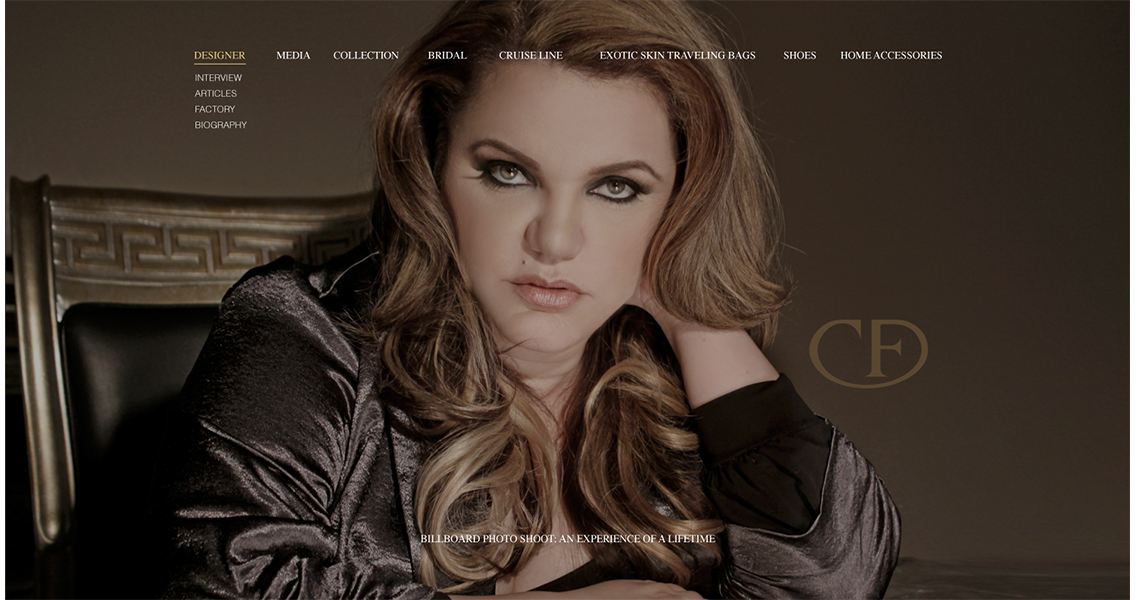 DESIGNER MEDIA COLLECTION BRIDAL CRUISE LINE EXOTIC SKIN TRAVELING BAGS SHOES HOME ACCESSORIES
INTERVIEW
ARTICLES
FACTORY
BIOGRAPHY
CF
BILLBOARD PHOTO SHOOT: AN EXPERIENCE OF A LIFETIME